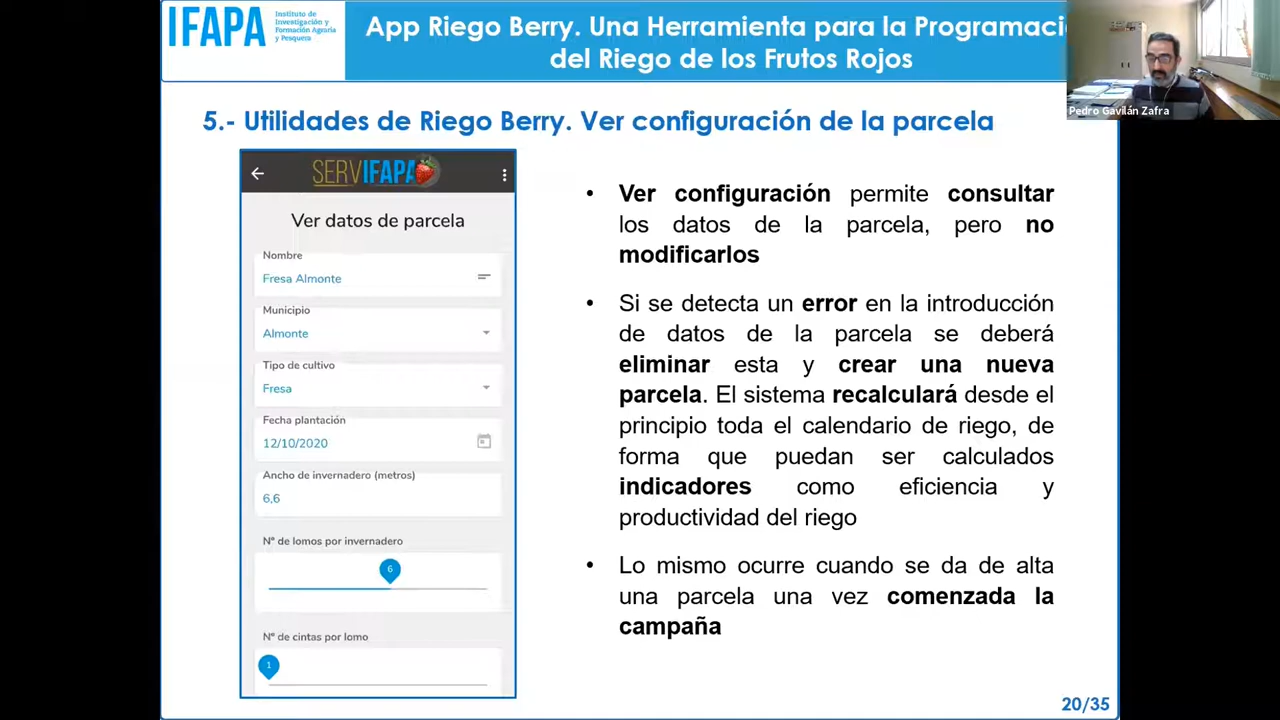 IFAPA
Instituto de
Investigación y
Formación Agraria
y Pesquera
App Riego Berry. Una Herramienta para la Programaci
del Riego de los Frutos Rojos
Pedro Gavilán Zafra
5.- Utilidades de Riego Berry. Ver configuración de la parcela
SERVIFAPA
Ver datos de parcela
Nombre
Fresa Almonte
Municipio
Almonte
Tipo de cultivo
Fresa
Fecha plantación
12/10/2020
Ancho de invernadero (metros)
6,6
Nº de lomos por invernadero
6
Nº de cintas por lomo
1
• Ver configuración permite consultar
los datos de la parcela, pero no
modificarlos
• Si se detecta un error en la introducción
de datos de la parcela se deberá
eliminar esta y crear una nueva
parcela. El sistema recalculará desde el
principio toda el calendario de riego, de
forma que puedan ser calculados
indicadores como eficiencia y
productividad del riego
• Lo mismo ocurre cuando se da de alta
una parcela una vez comenzada la
campaña
20/35